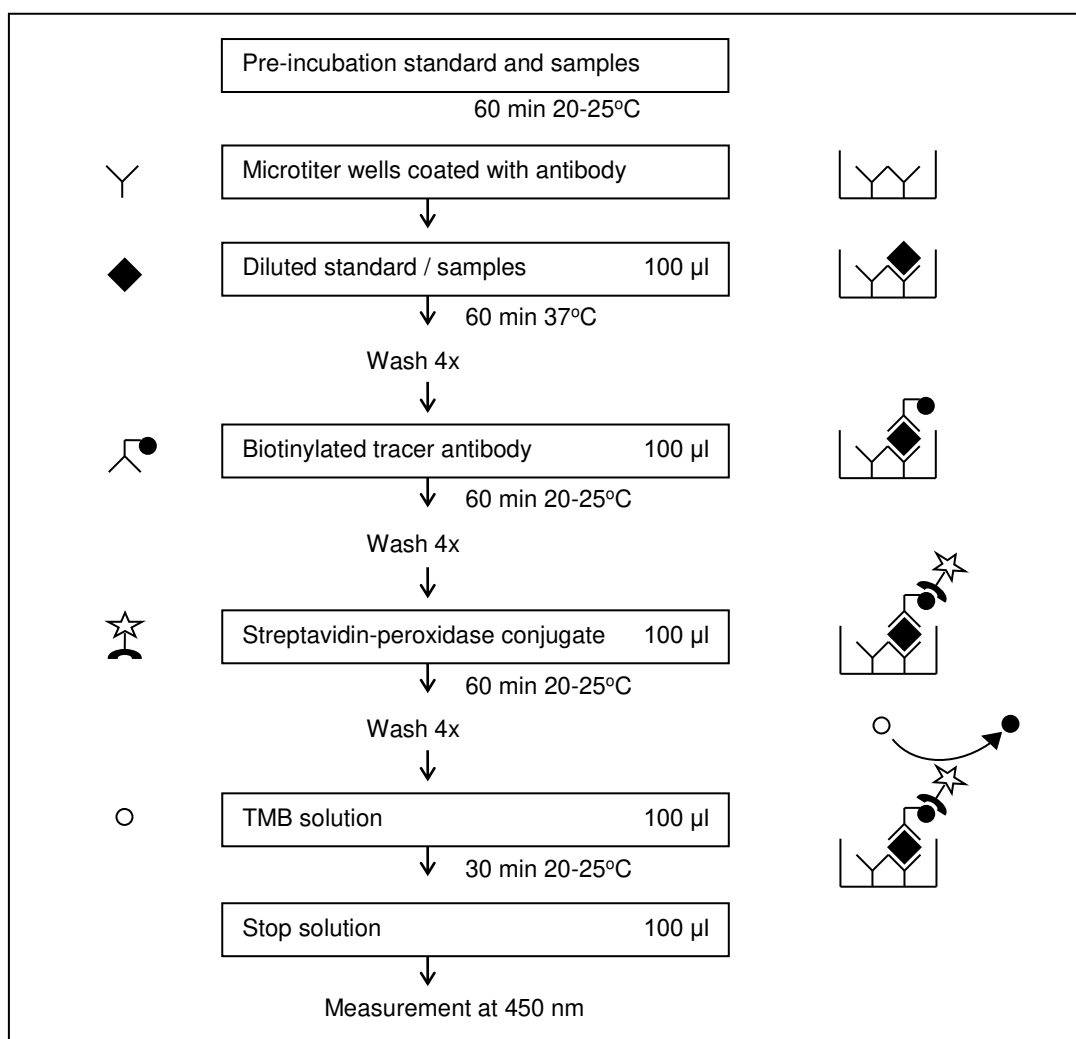 Pre-incubation standard and samples
60 min 20-25ºC
Microtiter wells coated with antibody
Diluted standard / samples 100 µl
60 min 37ºC
Wash 4x
Biotinylated tracer antibody 100 µl
60 min 20-25ºC
Wash 4x
Streptavidin-peroxidase conjugate 100 µl
60 min 20-25ºC
Wash 4x
TMB solution 100 µl
30 min 20-25ºC
Stop solution 100 µl
Measurement at 450 nm